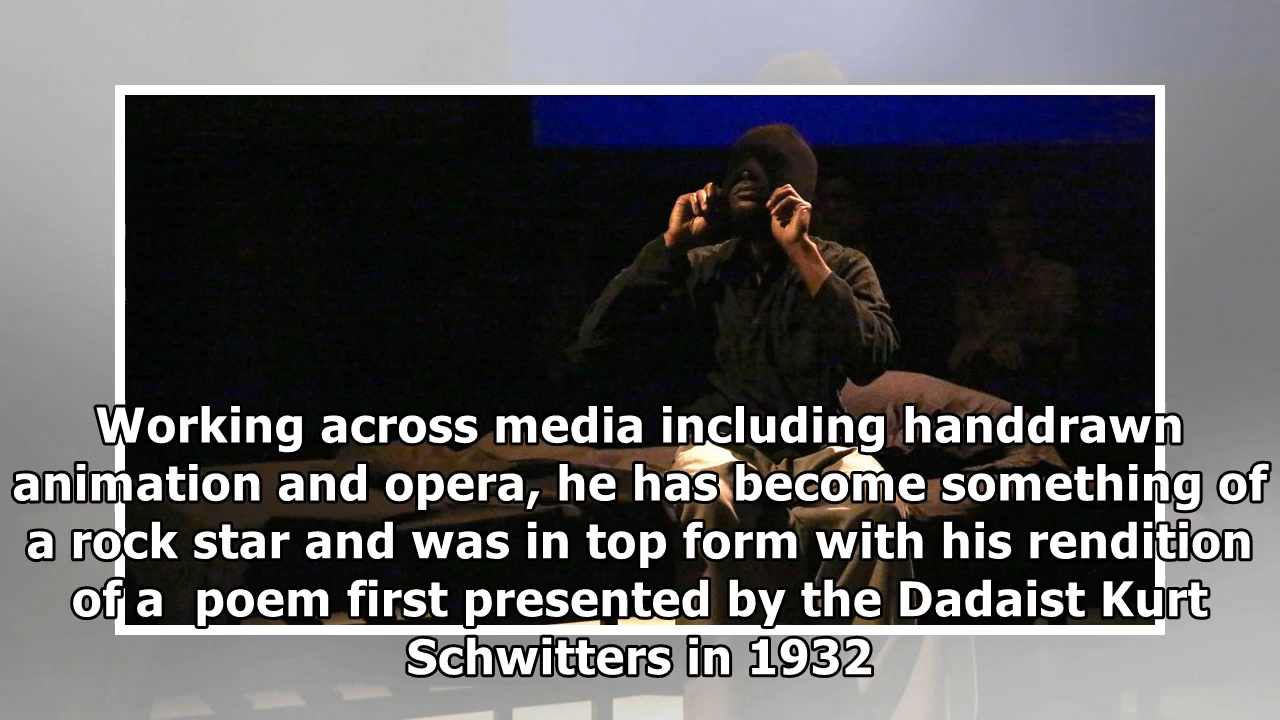 Working across media including handdrawn
animation and opera, he has become something of
a rock star and was in top form with his rendition
of a  poem first presented by the Dadaist Kurt
Schwitters in 1932